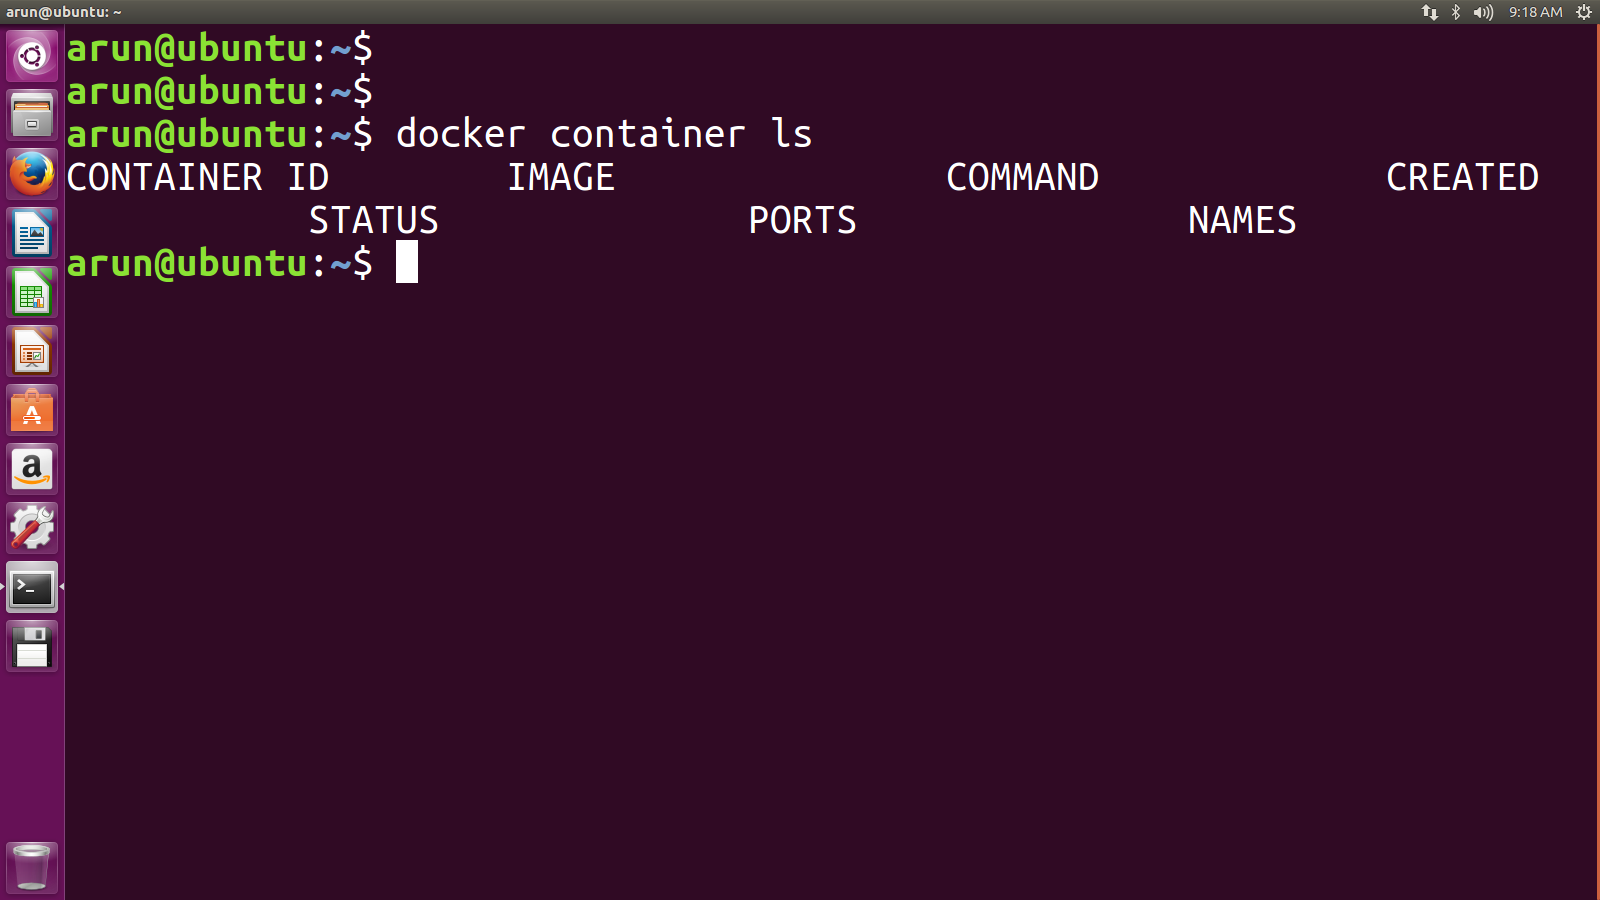 arun@ubuntu: ~
9:18 AM
arun@ubuntu:~$
arun@ubuntu:~$
arun@ubuntu:~$ docker container ls
CONTAINER ID        IMAGE               COMMAND             CREATED
           STATUS              PORTS               NAMES
arun@ubuntu:~$